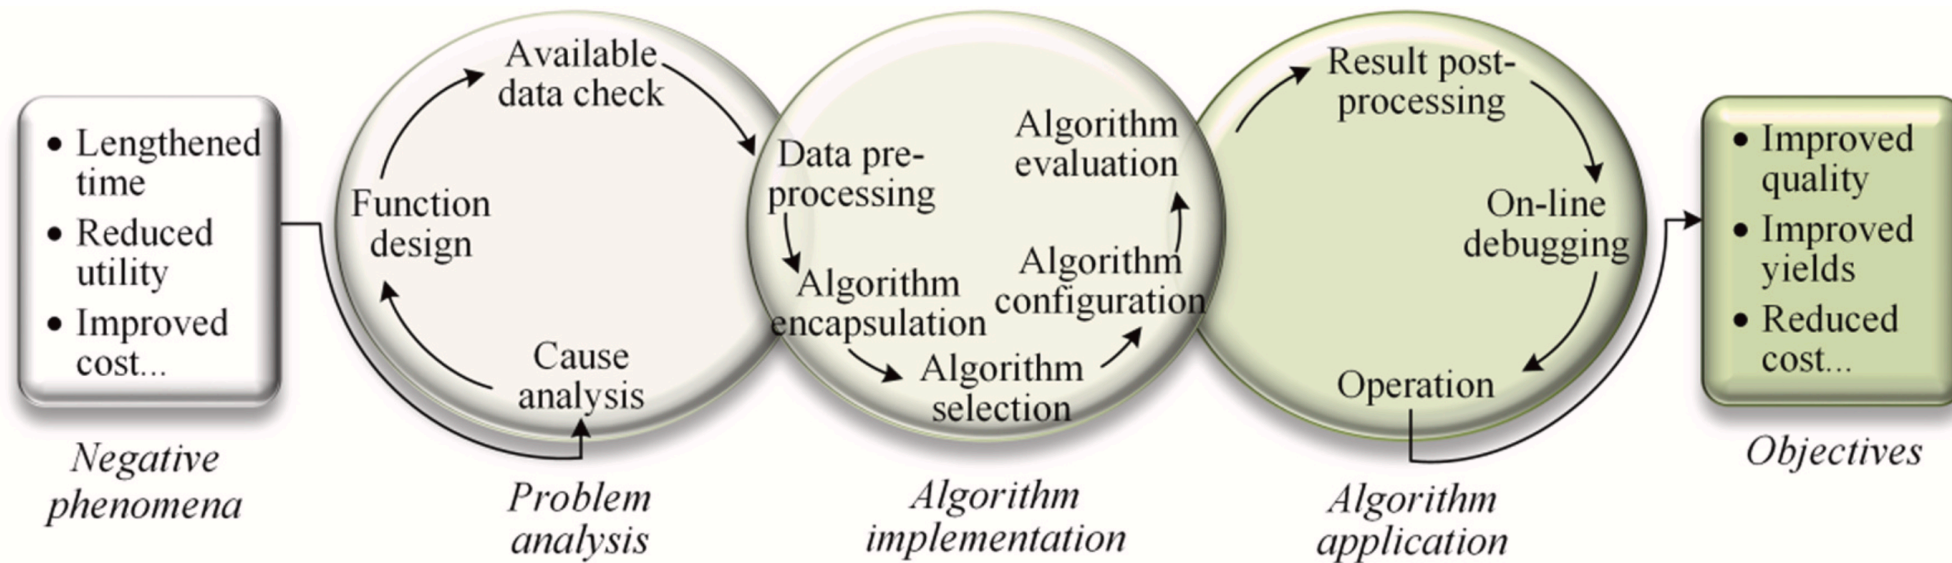 • Lengthened
time
• Reduced
utility
• Improved
cost...
Negative
phenomena
Available
data check
Function
design
Cause
analysis
Problem
analysis
Data pre-
processing
Algorithm
encapsulation
Algorithm
selection
Algorithm
configuration
Algorithm
evaluation
Algorithm
implementation
Result post-
processing
On-line
debugging
Operation
Algorithm
application
• Improved
quality
• Improved
yields
• Reduced
cost...
Objectives